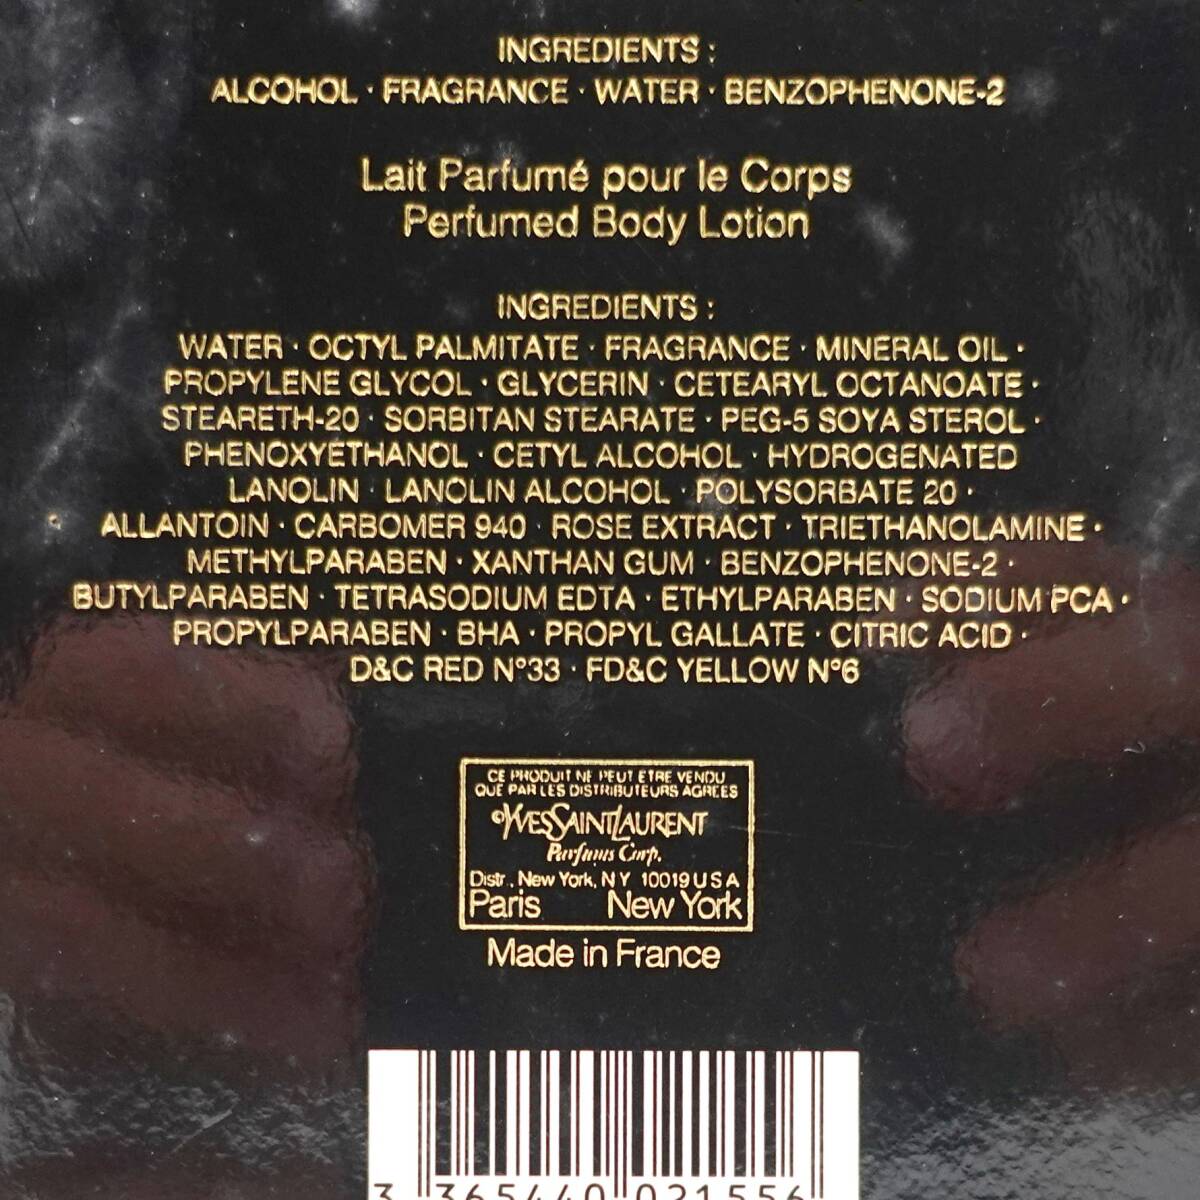 INGREDIENTS :
ALCOHOL · FRAGRANCE · WATER · BENZOPHENONE-2
Lait Parfumé pour le Corps
Perfumed Body Lotion
INGREDIENTS :
WATER · OCTYL PALMITATE · FRAGRANCE · MINERAL OIL ·
PROPYLENE GLYCOL · GLYCERIN · CETEARYL OCTANOATE ·
STEARETH-20 · SORBITAN STEARATE · PEG-5 SOYA STEROL ·
PHENOXYETHANOL · CETYL ALCOHOL · HYDROGENATED
LANOLIN · LANOLIN ALCOHOL · POLYSORBATE 20 ·
ALLANTOIN · CARBOMER 940 · ROSE EXTRACT · TRIETHANOLAMINE ·
METHYLPARABEN · XANTHAN GUM · BENZOPHENONE-2 ·
BUTYLPARABEN · TETRASODIUM EDTA · ETHYLPARABEN · SODIUM PCA ·
PROPYLPARABEN · BHA · PROPYL GALLATE · CITRIC ACID ·
D&C RED N°33 · FD&C YELLOW N°6
CE PRODUIT NE PEUT ETRE VENDU
QUE PAR LES DISTRIBUTEURS AGREES
©YVESSAINTLAURENT
Parfums Corp.
Distr., New York, NY 10019 USA
Paris New York
Made in France
3 365440 021556